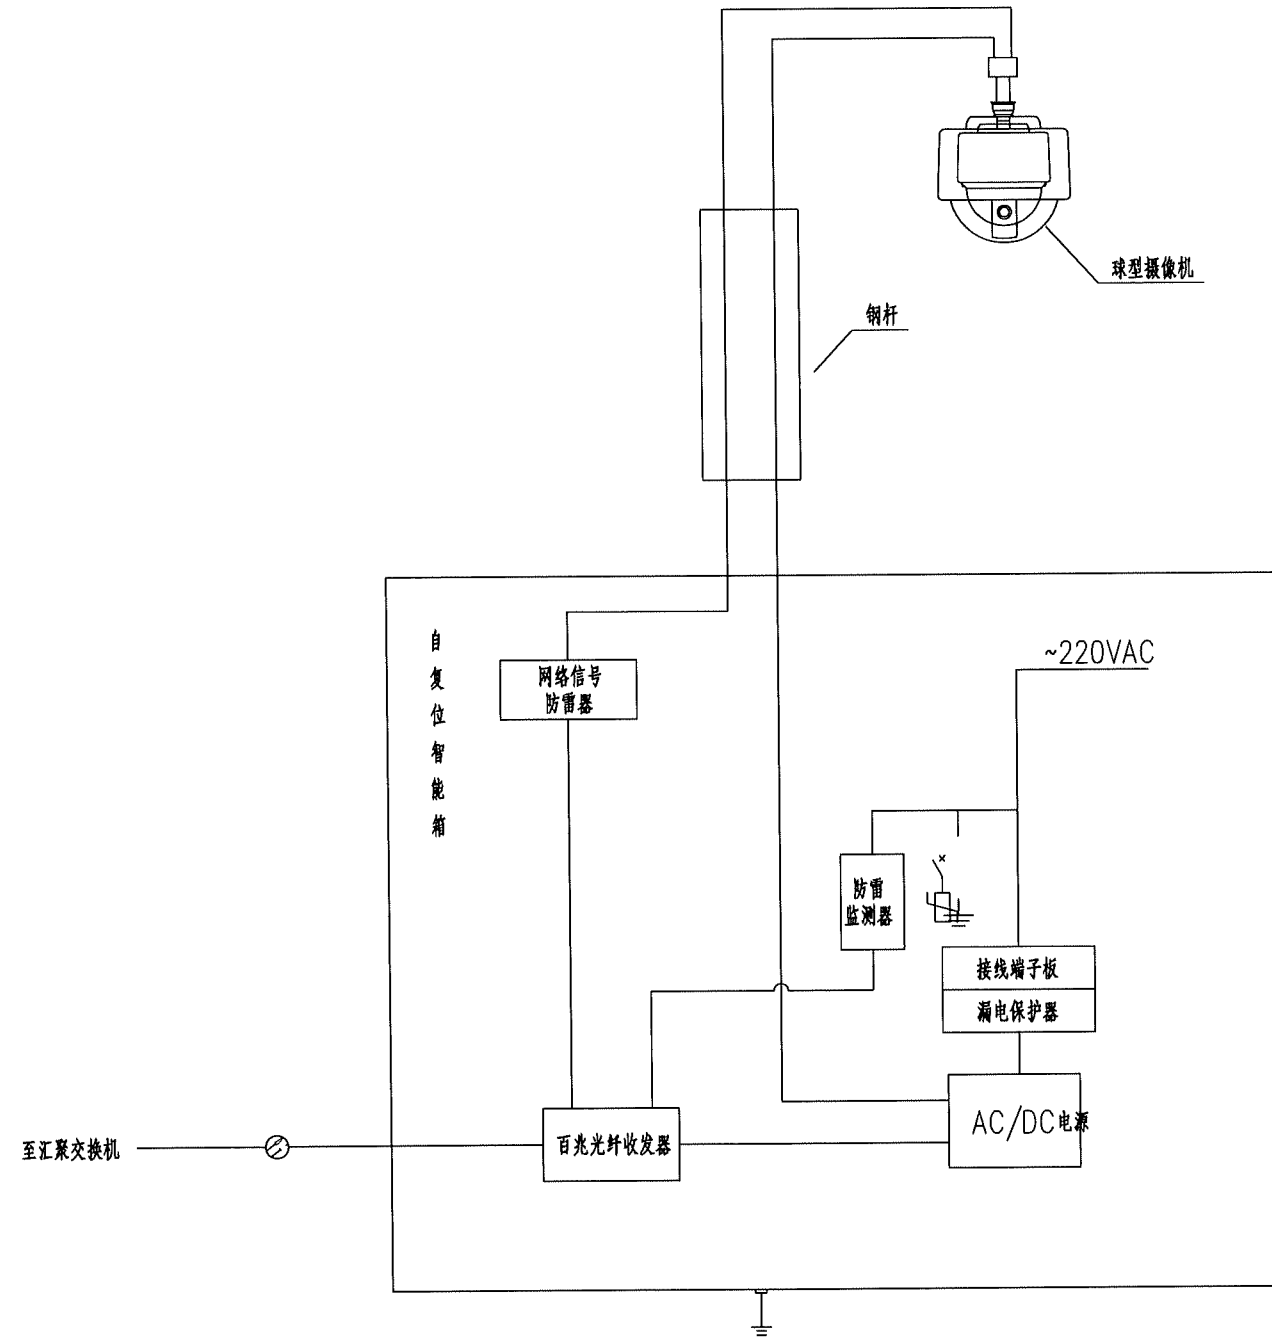 球型摄像机
钢杆
自复位智能箱
~220VAC
网络信号
防雷器
防雷
监测器
接线端子板
漏电保护器
AC/DC电源
百兆光纤收发器
至汇聚交换机